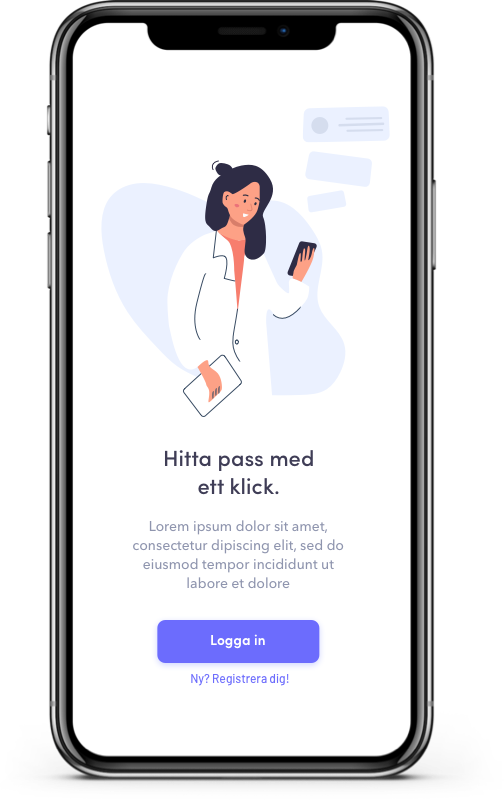 Hitta pass med
ett klick.
Lorem ipsum dolor sit amet,
consectetur dipiscing elit, sed do
eiusmod tempor incididunt ut
labore et dolore
Logga in
Ny? Registrera dig!